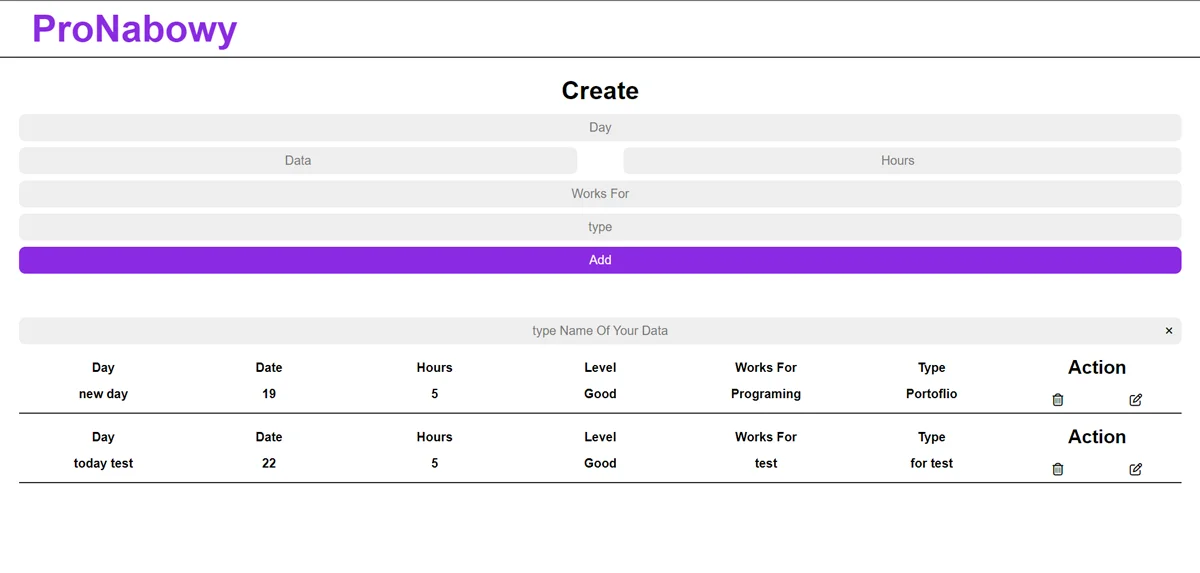 ProNabowy
Create
Day
Data Hours
Works For
type
Add
type Name Of Your Data ×
Day Date Hours Level Works For Type Action
new day 19 5 Good Programing Portoflio
Day Date Hours Level Works For Type Action
today test 22 5 Good test for test